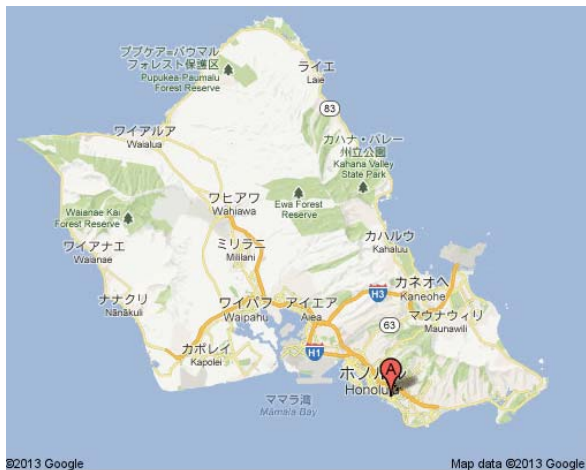 ププケア=パウマル
フォレスト保護区
Pupukea-Paumalu
Forest Reserve
ライエ
Laie
83
ワイアルア
Waialua
カハナ・バレー
州立公園
Kahana Valley
State Park
ワヒアワ
Wahiawa
Ewa Forest
Reserve
Waianae Kai
Forest Reserve
ワイアナエ
Waianae
ミリラニ
Mililani
カハルウ
Kahaluu
カネオヘ
Kaneohe
ナナクリ
Nānākuli
ワイパフ
Waipahu
アイエア
Aiea
H3
マウナウィリ
Maunawili
63
カポレイ
Kapolei
H1
ホノルル
Honolulu
A
ママラ湾
Māmala Bay
©2013 Google
Map data ©2013 Google